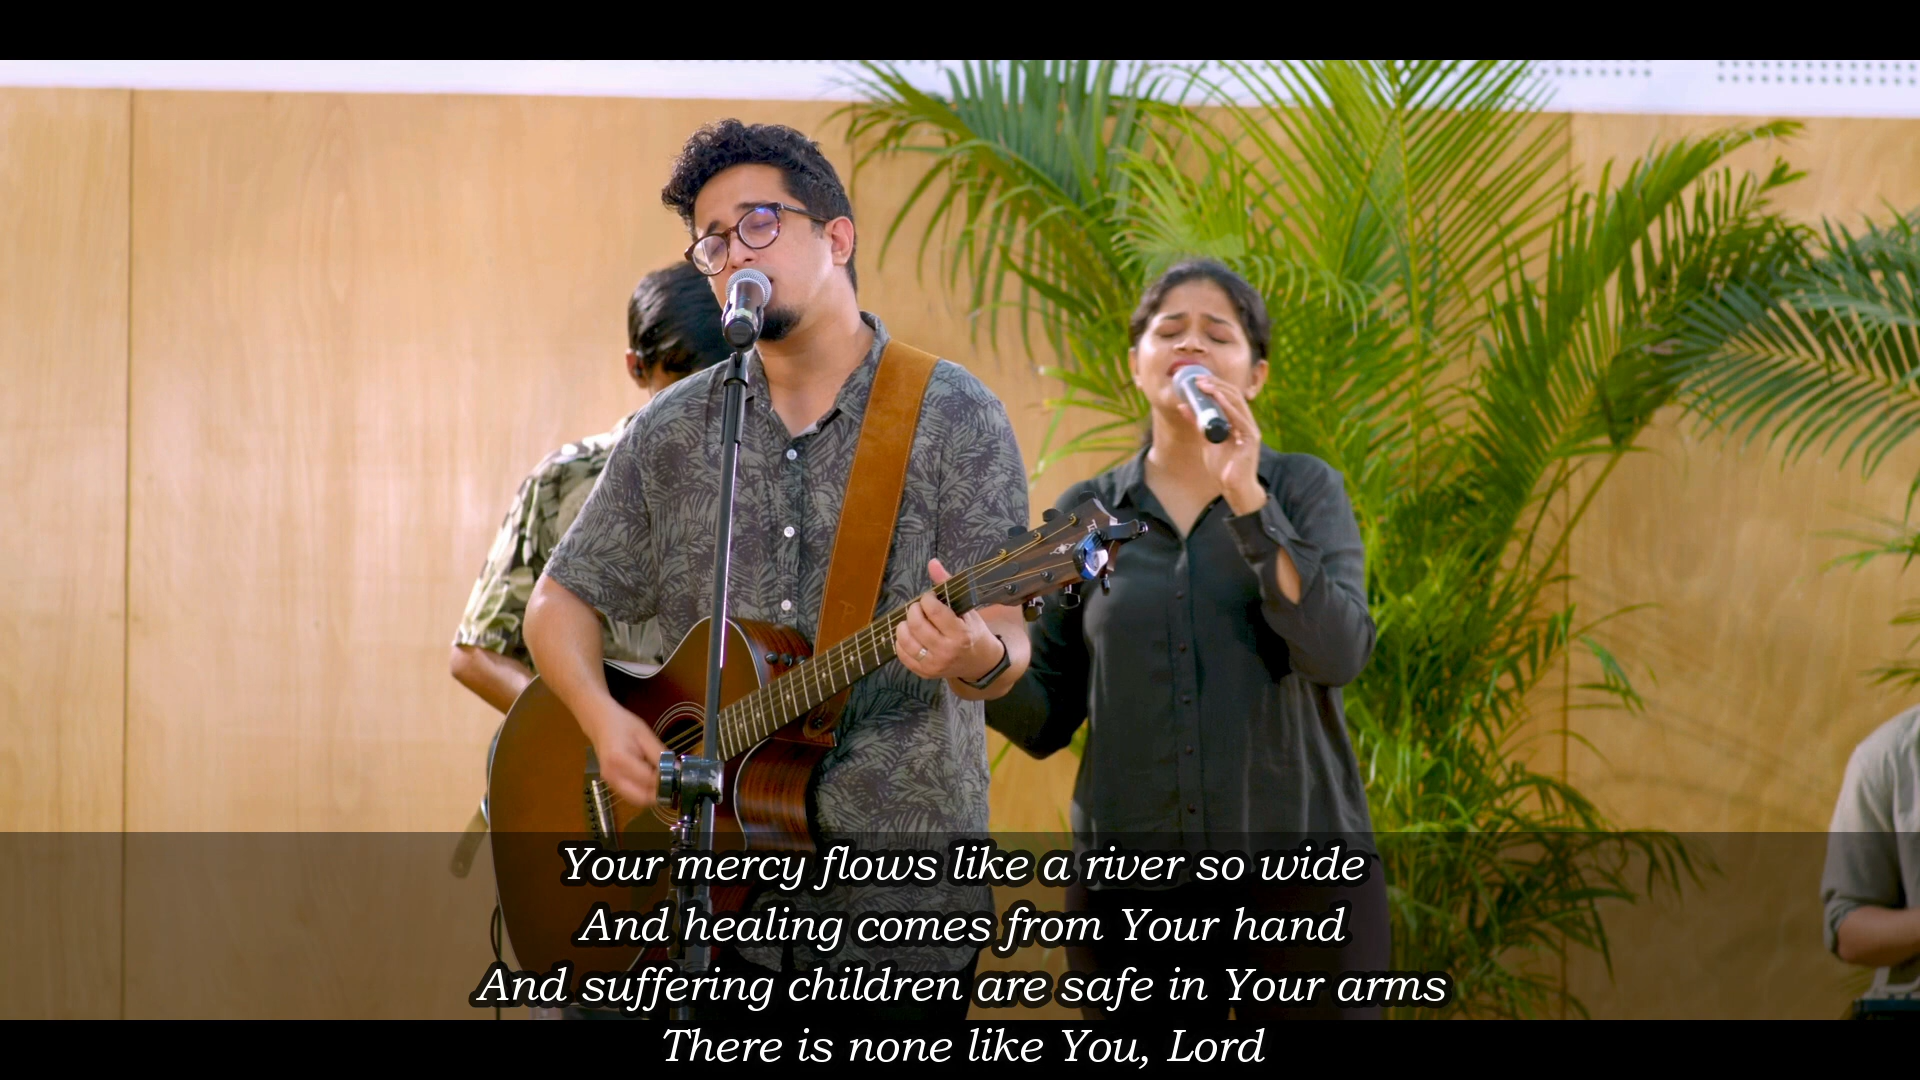 Your mercy flows like a river so wide
And healing comes from Your hand
And suffering children are safe in Your arms
There is none like You, Lord